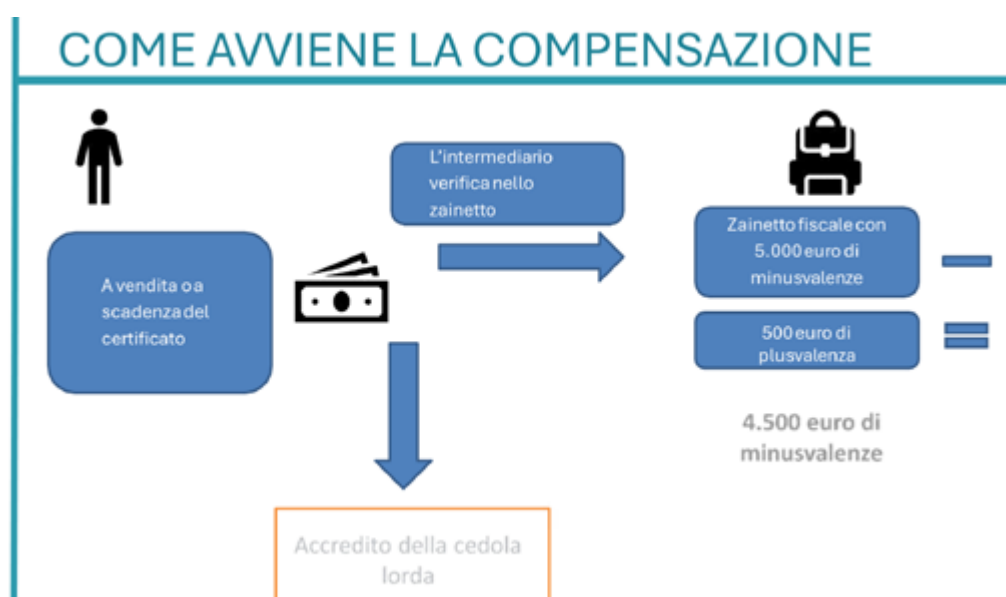 COME AVVIENE LA COMPENSAZIONE
L'intermediario
verifica nello
zainetto
A vendita o a
scadenza del
certificato
Zainetto fiscale con
5.000 euro di
minusvalenze
500 euro di
plusvalenza
4.500 euro di
minusvalenze
Accredito della cedola
lorda